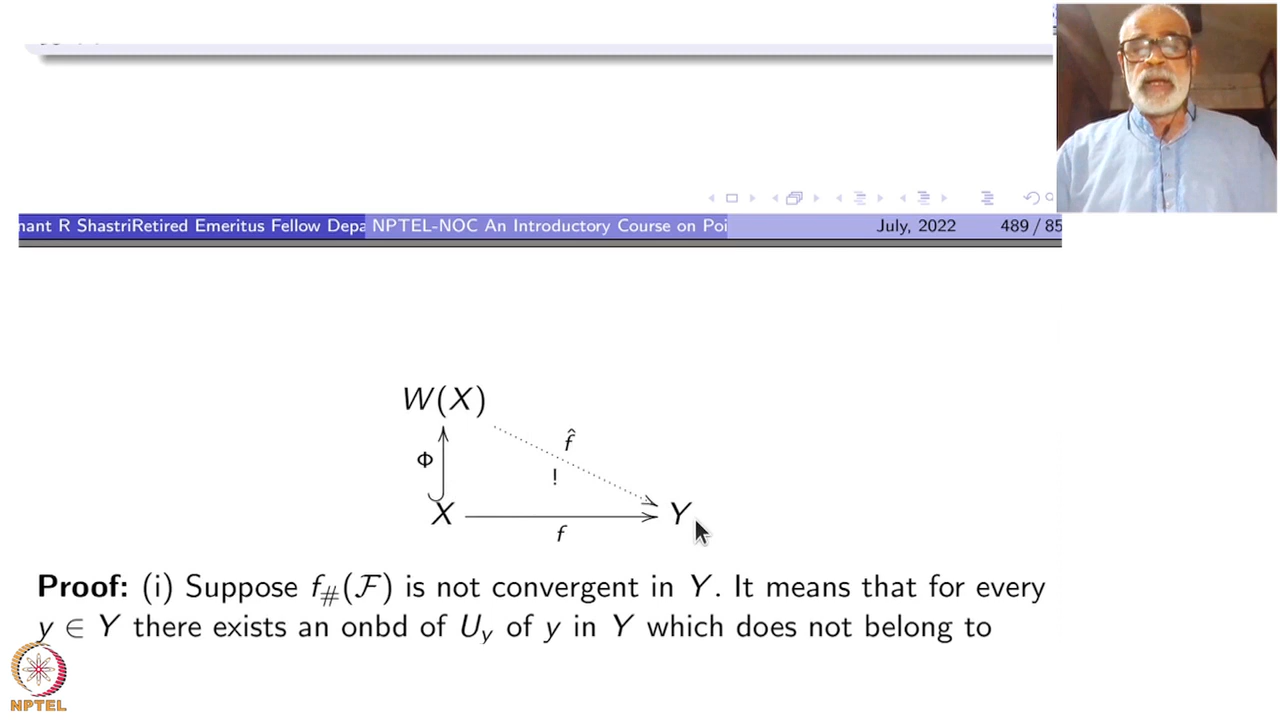 nant R ShastriRetired Emeritus Fellow Depa NPTEL-NOC An Introductory Course on Poi July, 2022 489 / 85
W(X)
f̂
Φ
!
X Y
f
Proof: (i) Suppose f#(ℱ) is not convergent in Y. It means that for every
y ∈ Y there exists an onbd of U_y of y in Y which does not belong to
NPTEL